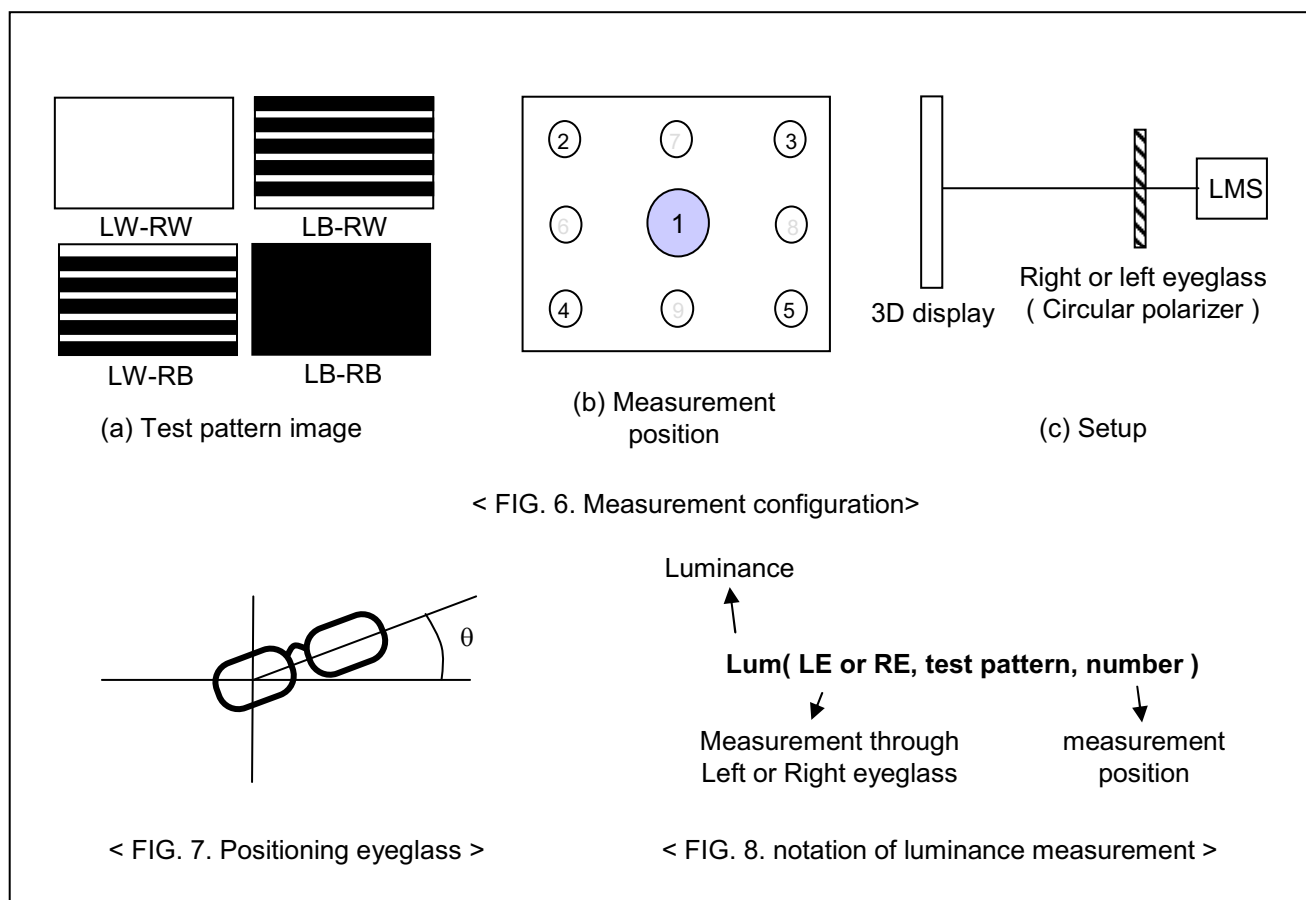 LW-RW
LB-RW
LW-RB
LB-RB
(a) Test pattern image
2
7
3
6
1
8
4
9
5
(b) Measurement
position
LMS
3D display
Right or left eyeglass
( Circular polarizer )
(c) Setup
< FIG. 6. Measurement configuration>
θ
< FIG. 7. Positioning eyeglass >
Luminance
Lum( LE or RE, test pattern, number )
Measurement through
Left or Right eyeglass
measurement
position
< FIG. 8. notation of luminance measurement >